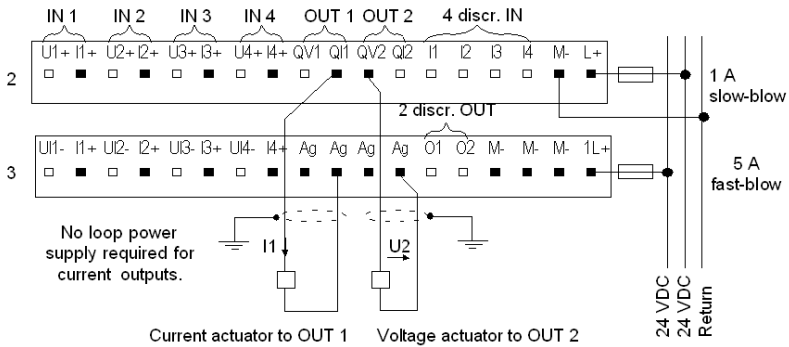 IN 1 IN 2 IN 3 IN 4 OUT 1 OUT 2 4 discr. IN
U1+ I1+ U2+ I2+ U3+ I3+ U4+ I4+ QV1 QI1 QV2 QI2 I1 I2 I3 I4 M- L+
2
1 A
slow-blow
2 discr. OUT
UI1- I1+ UI2- I2+ UI3- I3+ UI4- I4+ Ag Ag Ag Ag O1 O2 M- M- M- 1L+
3
5 A
fast-blow
No loop power
supply required for
current outputs.
I1
U2
24 VDC
24 VDC
Return
Current actuator to OUT 1 Voltage actuator to OUT 2